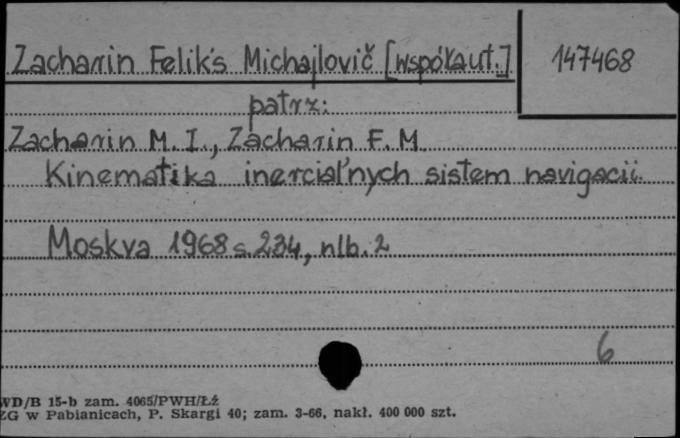 Zacharin Feliks Michajlovič [współaut.]
147468
patrz:
Zacharin M. I., Zacharin F. M.
Kinematika inercial'nych sistem navigacii.
Moskva 1968 s. 234, nlb. 2
6
WD/B 15-b zam. 4065/PWH/Łź
ZG w Pabianicach, P. Skargi 40; zam. 3-66, nakł. 400 000 szt.